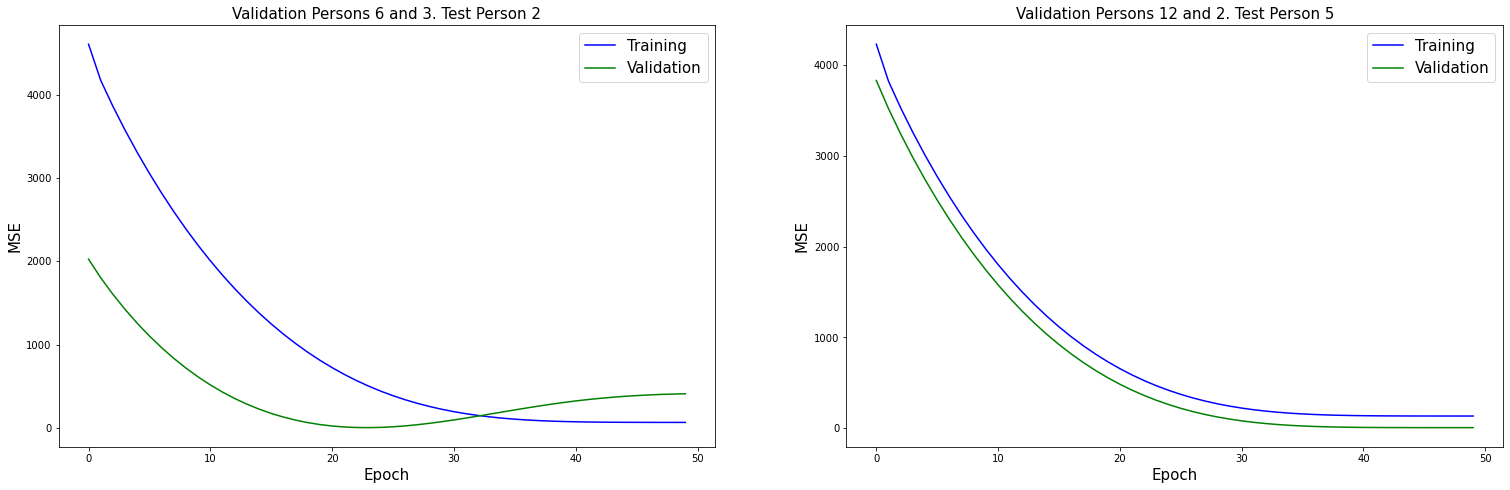 Validation Persons 6 and 3. Test Person 2
Training
Validation
MSE
4000
3000
2000
1000
0
0 10 20 30 40 50
Epoch
Validation Persons 12 and 2. Test Person 5
Training
Validation
MSE
4000
3000
2000
1000
0
0 10 20 30 40 50
Epoch